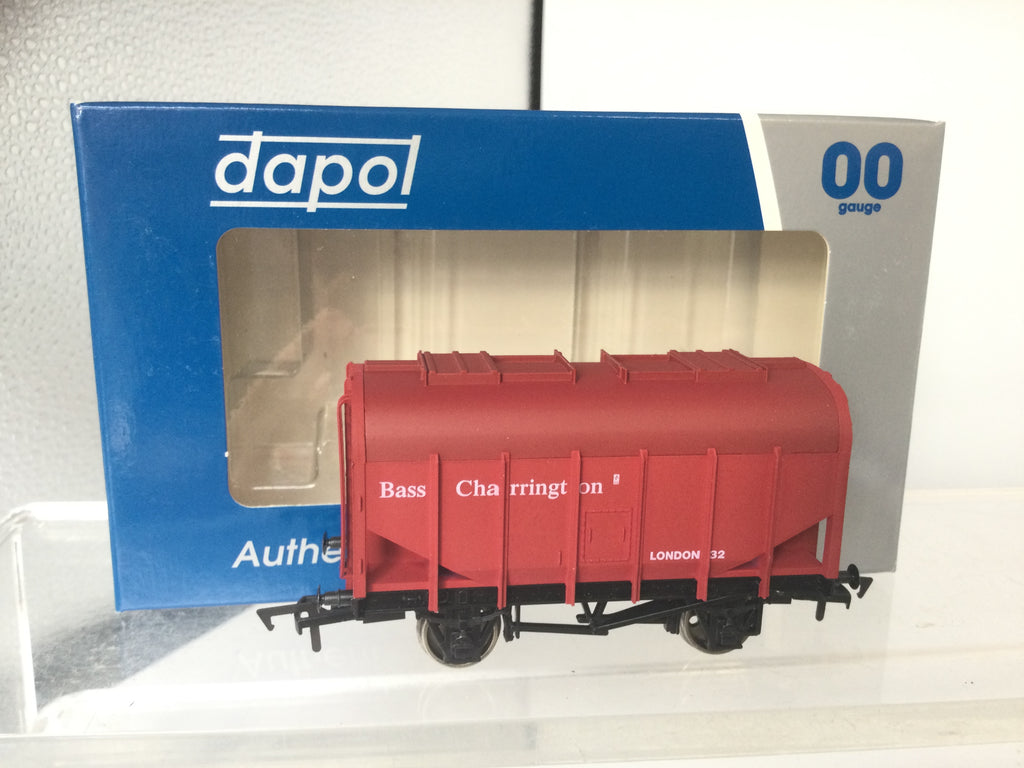 dapol
00
gauge
Authe
Bass Charrington
LONDON 32